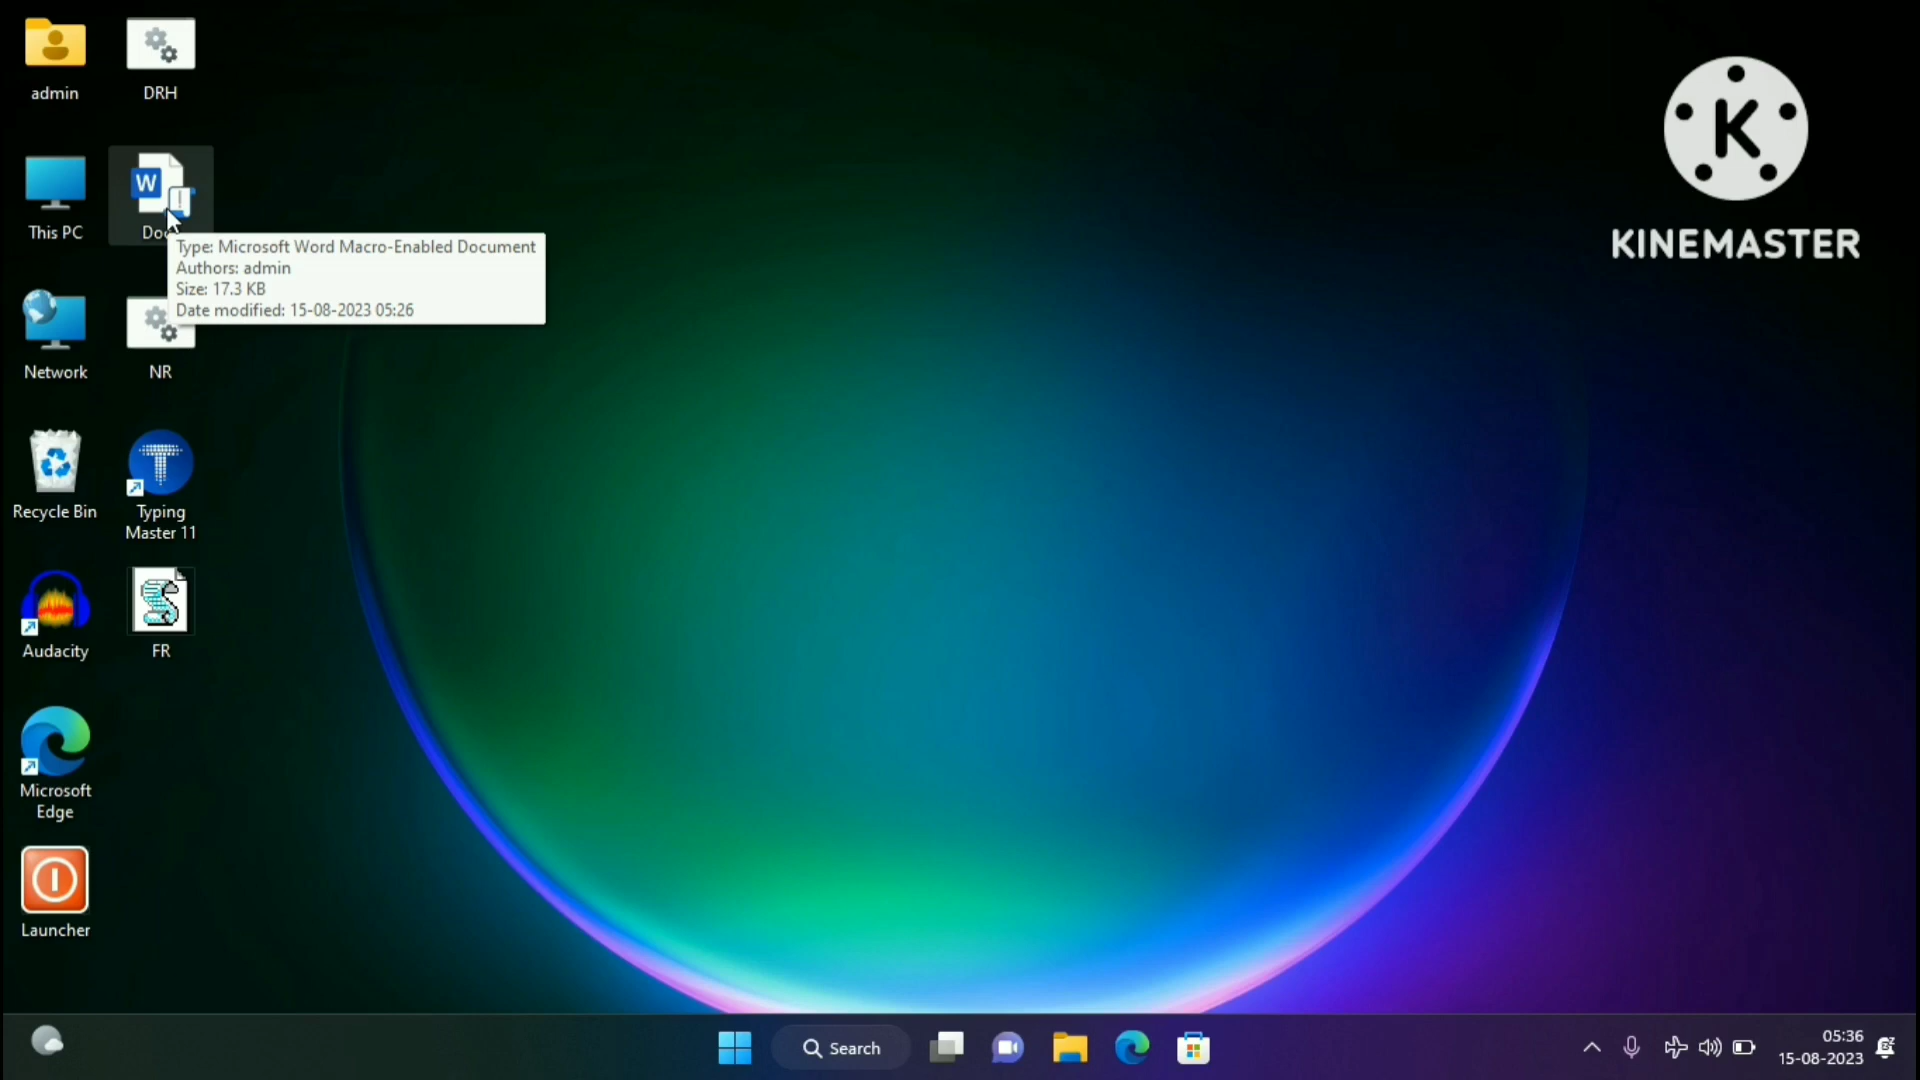 admin
DRH
This PC
Type: Microsoft Word Macro-Enabled Document
Authors: admin
Size: 17.3 KB
Date modified: 15-08-2023 05:26
Network
NR
Recycle Bin
Typing
Master 11
Audacity
FR
Microsoft
Edge
Launcher
K
KINEMASTER
W
Search
05:36
15-08-2023